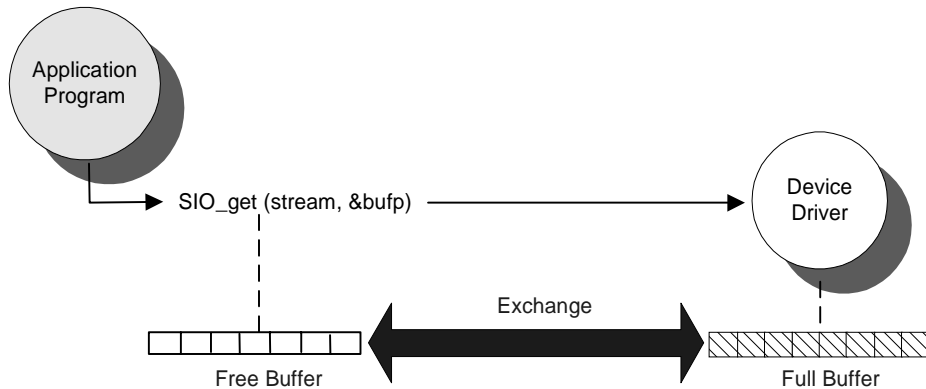 Application
Program
SIO_get (stream, &bufp)
Device
Driver
Exchange
Free Buffer
Full Buffer